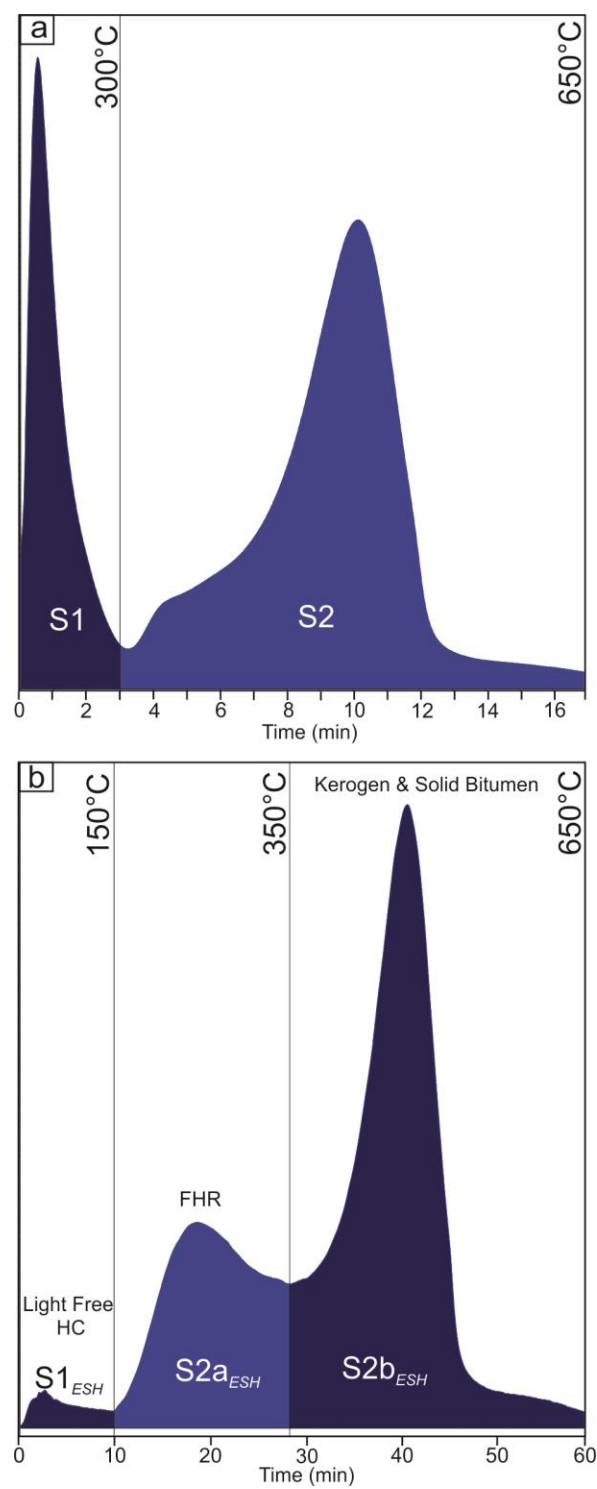 a
300°C
650°C
S1
S2
0 2 4 6 8 10 12 14 16
Time (min)
b
150°C
350°C
Kerogen & Solid Bitumen
650°C
FHR
Light Free
HC
S1ESH
S2aESH
S2bESH
0 10 20 30 40 50 60
Time (min)